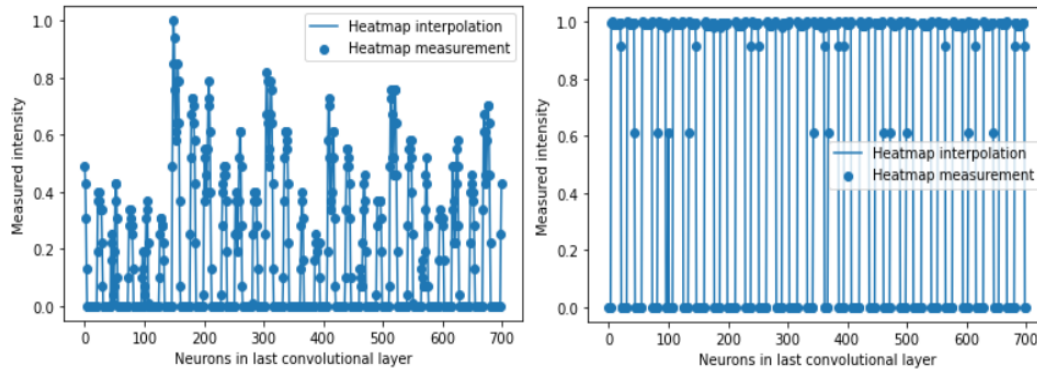 1.0
0.8
0.6
0.4
0.2
0.0
Measured intensity
Heatmap interpolation
Heatmap measurement
0 100 200 300 400 500 600 700
Neurons in last convolutional layer
1.0
0.8
0.6
0.4
0.2
0.0
Measured intensity
Heatmap interpolation
Heatmap measurement
0 100 200 300 400 500 600 700
Neurons in last convolutional layer